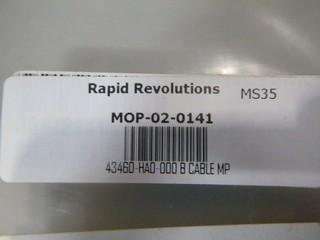 Rapid Revolutions MS35
MOP-02-0141
43460-HA0-000 B CABLE MP